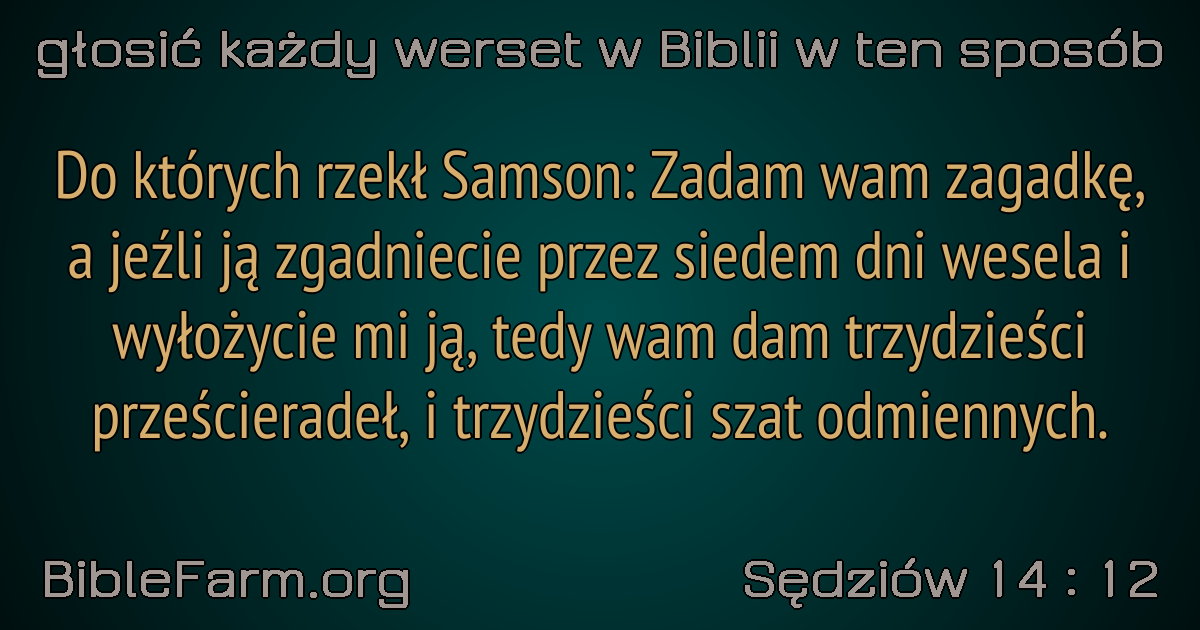 głosić każdy werset w Biblii w ten sposób
Do których rzekł Samson: Zadam wam zagadkę,
a jeźli ją zgadniecie przez siedem dni wesela i
wyłożycie mi ją, tedy wam dam trzydzieści
prześcieradeł, i trzydzieści szat odmiennych.
BibleFarm.org
Sędziów 14 : 12